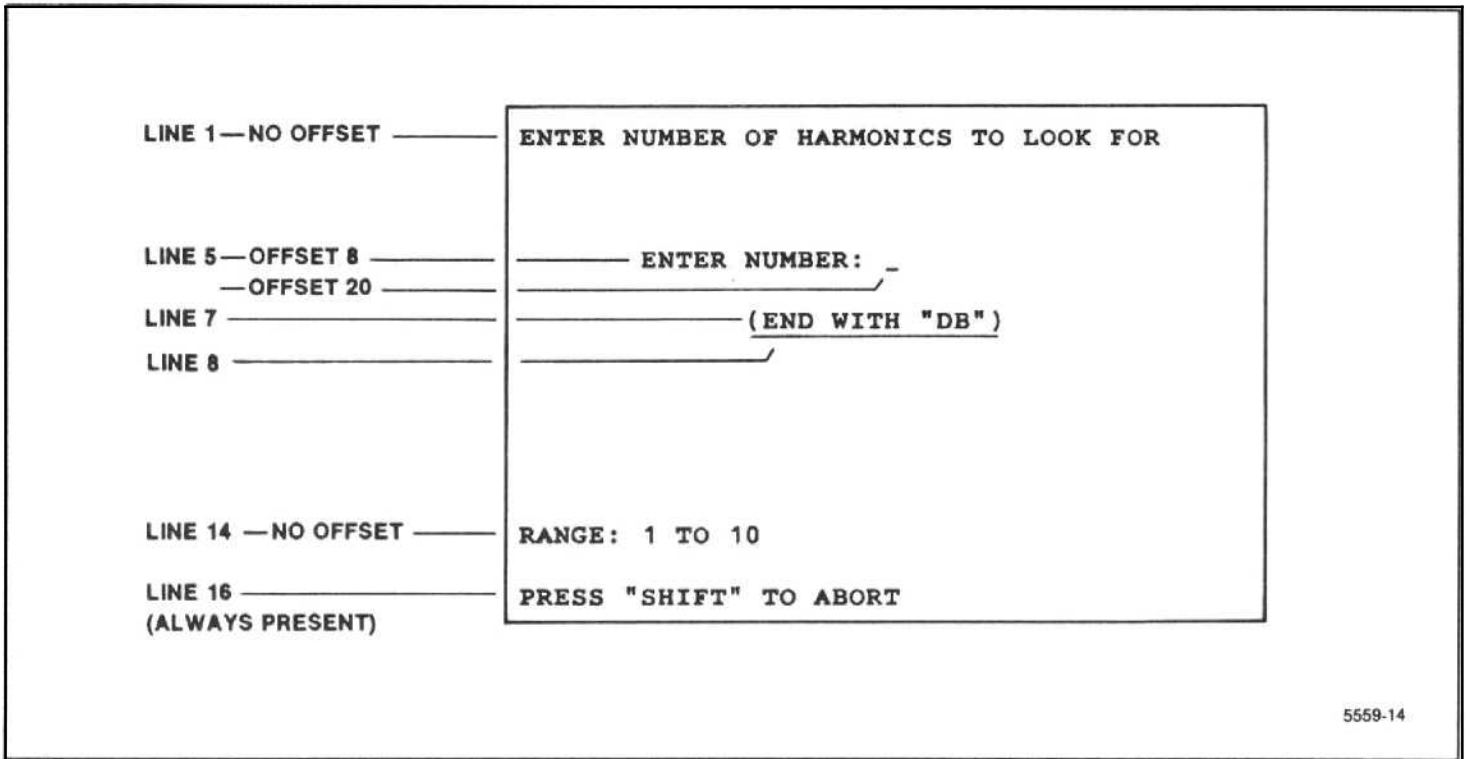 LINE 1—NO OFFSET
ENTER NUMBER OF HARMONICS TO LOOK FOR
LINE 5—OFFSET 8
ENTER NUMBER: _
—OFFSET 20
LINE 7
(END WITH "DB")
LINE 8
LINE 14 —NO OFFSET
RANGE: 1 TO 10
LINE 16
PRESS "SHIFT" TO ABORT
(ALWAYS PRESENT)
5559-14